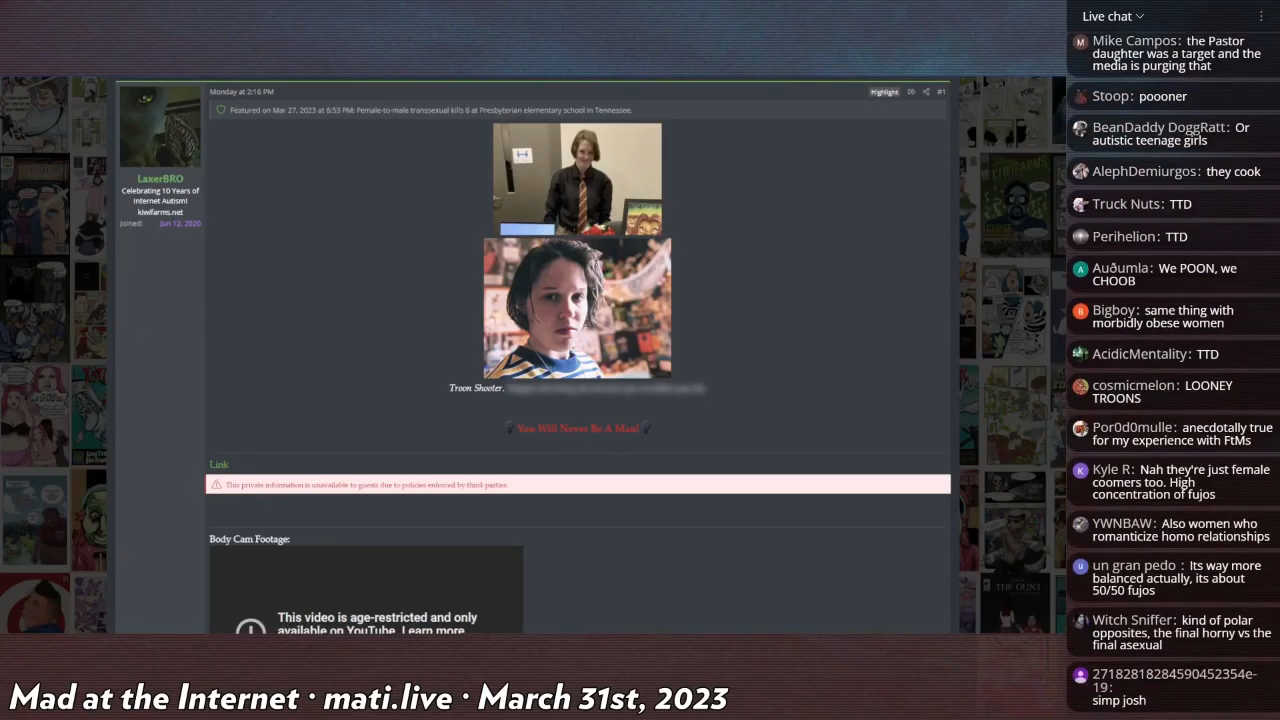 Monday at 2:16 PM
Highlight
#1
Featured on Mar 27, 2023 at 6:53 PM: Female-to-male transsexual kills 6 at Presbyterian elementary school in Tennessee.
LaxerBRO
Celebrating 10 Years of
Internet Autism!
kiwifarms.net
Joined: Jun 12, 2020
Troon Shooter.
You Will Never Be A Man!
Link
This private information is unavailable to guests due to policies enforced by third-parties.
Body Cam Footage:
This video is age-restricted and only
available on YouTube. Learn more
THE GUNT
Live chat
Mike Campos: the Pastor
daughter was a target and the
media is purging that
Stoop: poooner
BeanDaddy DoggRatt: Or
autistic teenage girls
AlephDemiurgos: they cook
Truck Nuts: TTD
Perihelion: TTD
Auðumla: We POON, we
CHOOB
Bigboy: same thing with
morbidly obese women
AcidicMentality: TTD
cosmicmelon: LOONEY
TROONS
Por0d0mulle: anecdotally true
for my experience with FtMs
Kyle R: Nah they're just female
coomers too. High
concentration of fujos
YWNBAW: Also women who
romanticize homo relationships
un gran pedo : Its way more
balanced actually, its about
50/50 fujos
Witch Sniffer: kind of polar
opposites, the final horny vs the
final asexual
27182818284590452354e-
19:
simp josh
Mad at the Internet · mati.live · March 31st, 2023